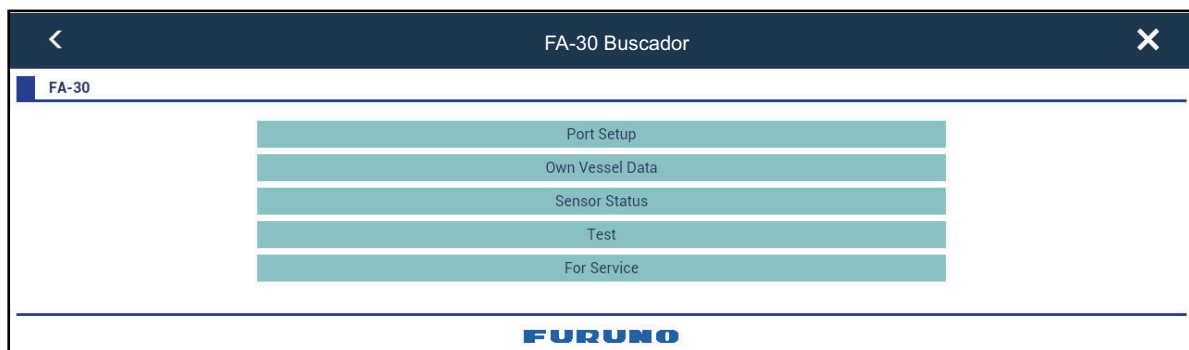 FA-30 Buscador
FA-30
Port Setup
Own Vessel Data
Sensor Status
Test
For Service
FURUNO